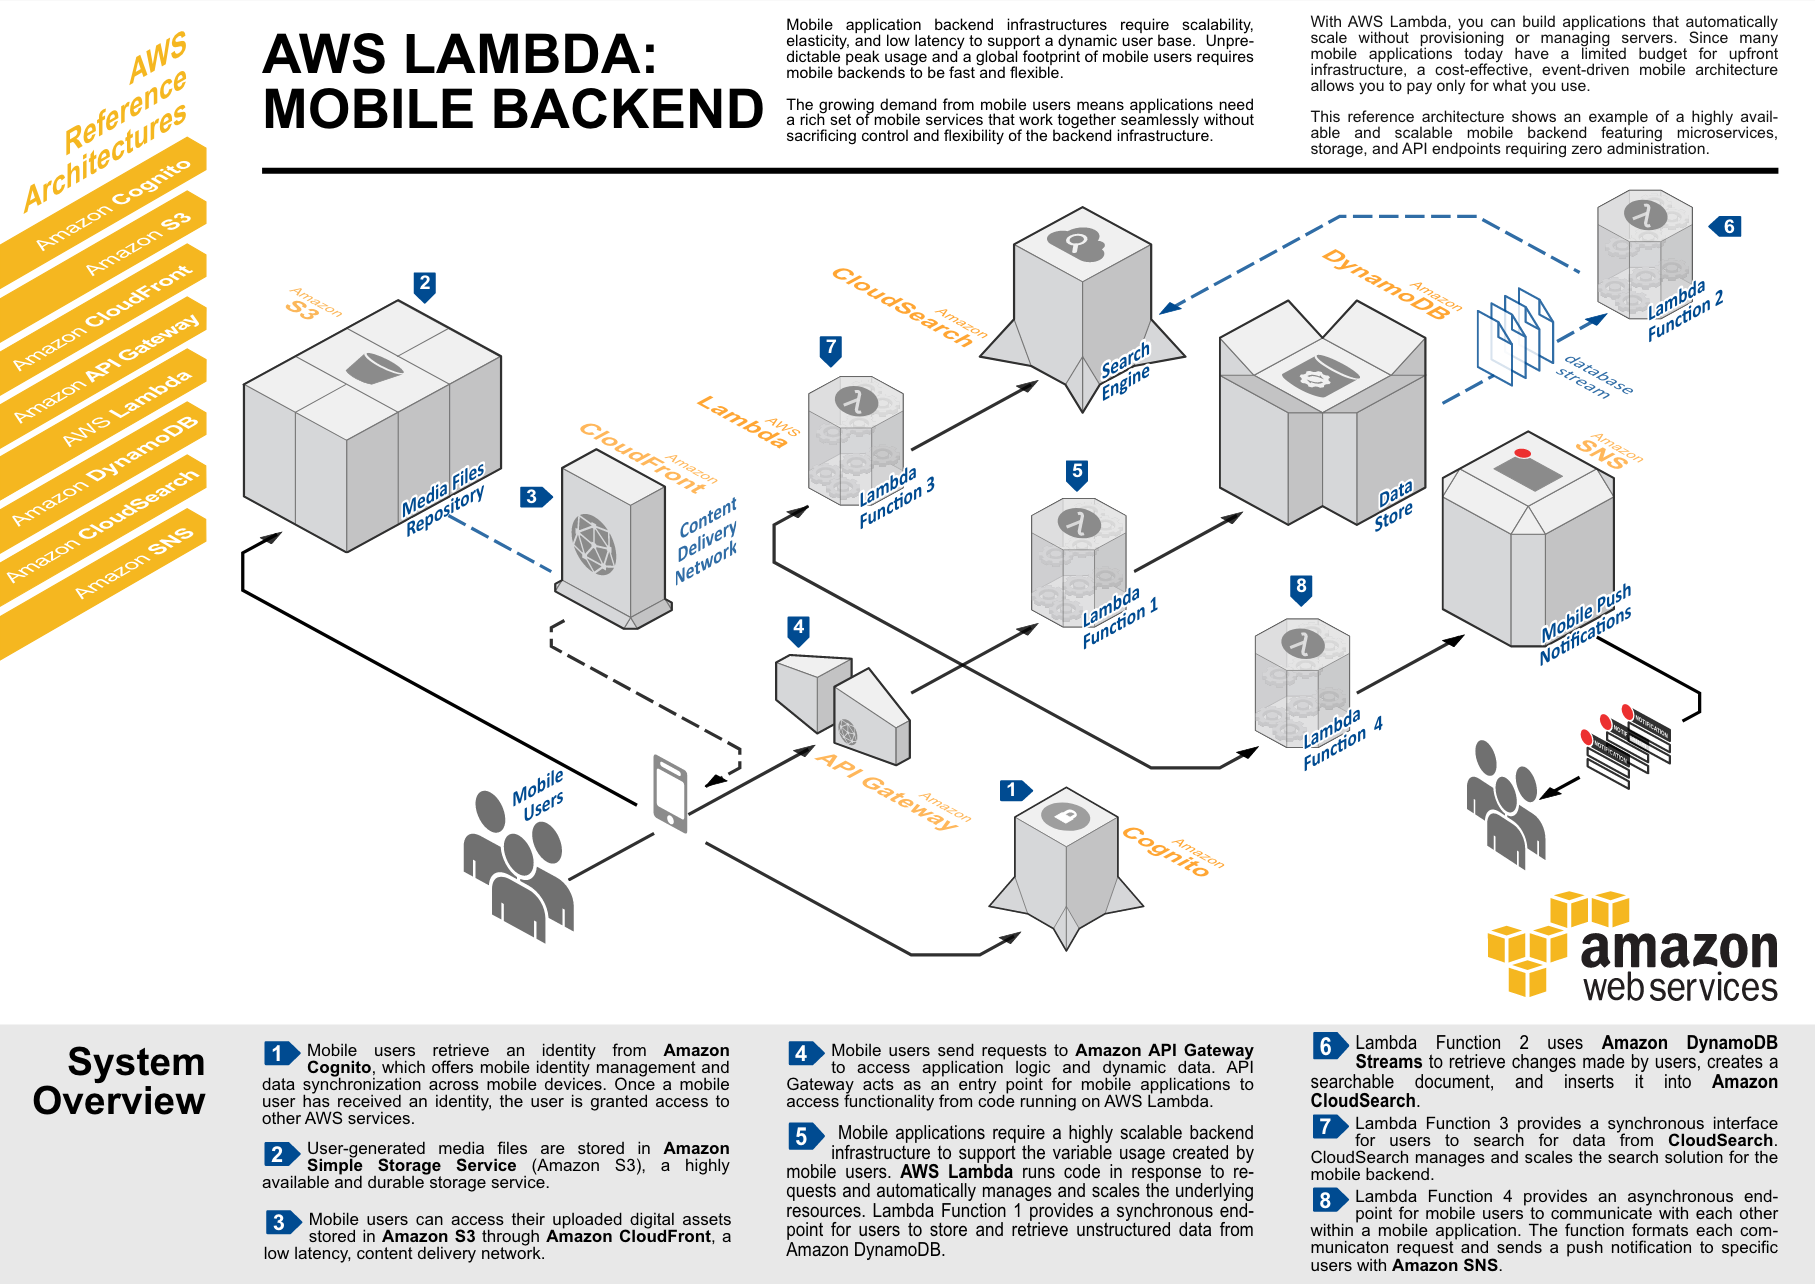 AWS
Reference
Architectures
Amazon Cognito
Amazon S3
Amazon CloudFront
Amazon API Gateway
AWS Lambda
Amazon DynamoDB
Amazon CloudSearch
Amazon SNS
AWS LAMBDA:
MOBILE BACKEND
Mobile application backend infrastructures require scalability,
elasticity, and low latency to support a dynamic user base. Unpre-
dictable peak usage and a global footprint of mobile users requires
mobile backends to be fast and flexible.
The growing demand from mobile users means applications need
a rich set of mobile services that work together seamlessly without
sacrificing control and flexibility of the backend infrastructure.
With AWS Lambda, you can build applications that automatically
scale without provisioning or managing servers. Since many
mobile applications today have a limited budget for upfront
infrastructure, a cost-effective, event-driven mobile architecture
allows you to pay only for what you use.
This reference architecture shows an example of a highly avail-
able and scalable mobile backend featuring microservices,
storage, and API endpoints requiring zero administration.
2
Amazon
S3
Media Files
Repository
3
Amazon
CloudFront
Content
Delivery
Network
7
AWS
Lambda
Lambda
Function 3
Amazon
CloudSearch
Search
Engine
Amazon
DynamoDB
Data
Store
database
stream
6
Lambda
Function 2
5
Lambda
Function 1
Amazon
SNS
Mobile Push
Notifications
8
Lambda
Function 4
4
Amazon
API Gateway
Mobile
Users
1
Amazon
Cognito
NOTIFICATION
NOTIF
NOTIFICATION
amazon
web services
System
Overview
1 Mobile users retrieve an identity from Amazon
Cognito, which offers mobile identity management and
data synchronization across mobile devices. Once a mobile
user has received an identity, the user is granted access to
other AWS services.
2 User-generated media files are stored in Amazon
Simple Storage Service (Amazon S3), a highly
available and durable storage service.
3 Mobile users can access their uploaded digital assets
stored in Amazon S3 through Amazon CloudFront, a
low latency, content delivery network.
4 Mobile users send requests to Amazon API Gateway
to access application logic and dynamic data. API
Gateway acts as an entry point for mobile applications to
access functionality from code running on AWS Lambda.
5 Mobile applications require a highly scalable backend
infrastructure to support the variable usage created by
mobile users. AWS Lambda runs code in response to re-
quests and automatically manages and scales the underlying
resources. Lambda Function 1 provides a synchronous end-
point for users to store and retrieve unstructured data from
Amazon DynamoDB.
6 Lambda Function 2 uses Amazon DynamoDB
Streams to retrieve changes made by users, creates a
searchable document, and inserts it into Amazon
CloudSearch.
7 Lambda Function 3 provides a synchronous interface
for users to search for data from CloudSearch.
CloudSearch manages and scales the search solution for the
mobile backend.
8 Lambda Function 4 provides an asynchronous end-
point for mobile users to communicate with each other
within a mobile application. The function formats each com-
municaton request and sends a push notification to specific
users with Amazon SNS.